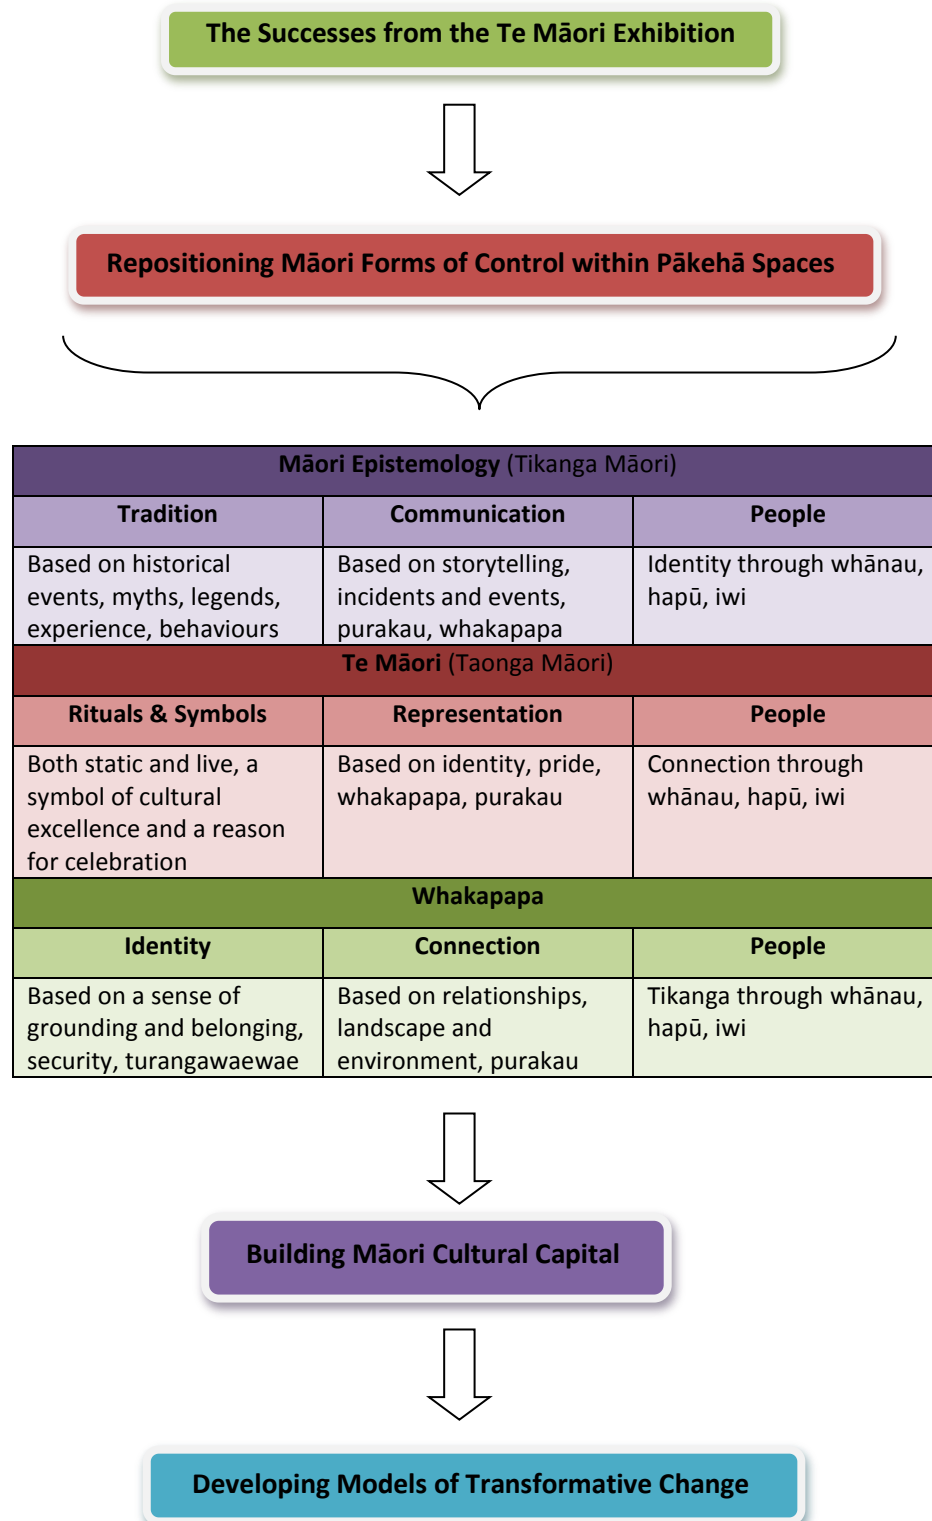 The Successes from the Te Māori Exhibition
Repositioning Māori Forms of Control within Pākehā Spaces
Māori Epistemology (Tikanga Māori)
Tradition
Communication
People
Based on historical
events, myths, legends,
experience, behaviours
Based on storytelling,
incidents and events,
purakau, whakapapa
Identity through whānau,
hapū, iwi
Te Māori (Taonga Māori)
Rituals & Symbols
Representation
People
Both static and live, a
symbol of cultural
excellence and a reason
for celebration
Based on identity, pride,
whakapapa, purakau
Connection through
whānau, hapū, iwi
Whakapapa
Identity
Connection
People
Based on a sense of
grounding and belonging,
security, turangawaewae
Based on relationships,
landscape and
environment, purakau
Tikanga through whānau,
hapū, iwi
Building Māori Cultural Capital
Developing Models of Transformative Change